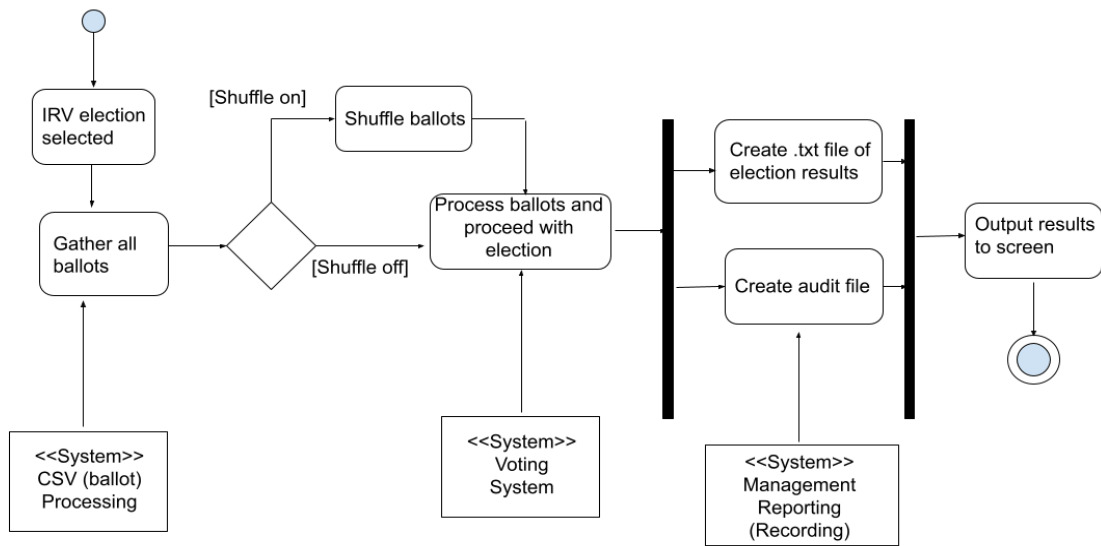 IRV election
selected
Gather all
ballots
<<System>>
CSV (ballot)
Processing
[Shuffle on]
[Shuffle off]
Shuffle ballots
Process ballots and
proceed with
election
<<System>>
Voting
System
Create .txt file of
election results
Create audit file
<<System>>
Management
Reporting
(Recording)
Output results
to screen